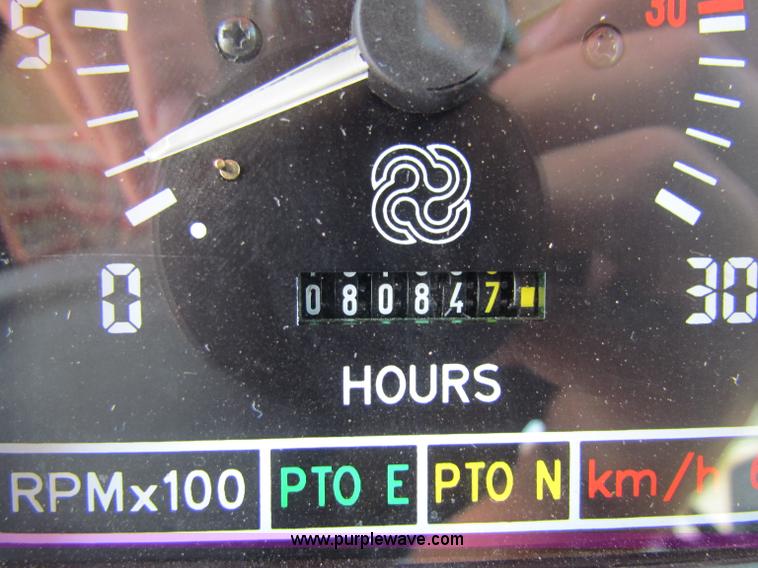 5 30
0 080847 30
HOURS
RPMx100 PTO E PTO N km/h
www.purplewave.com